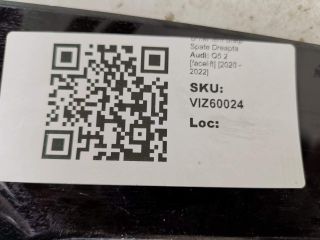 Spate Dreapta
Audi: Q5 2
[facelift] [2020 -
2022]
SKU:
VIZ60024
Loc: